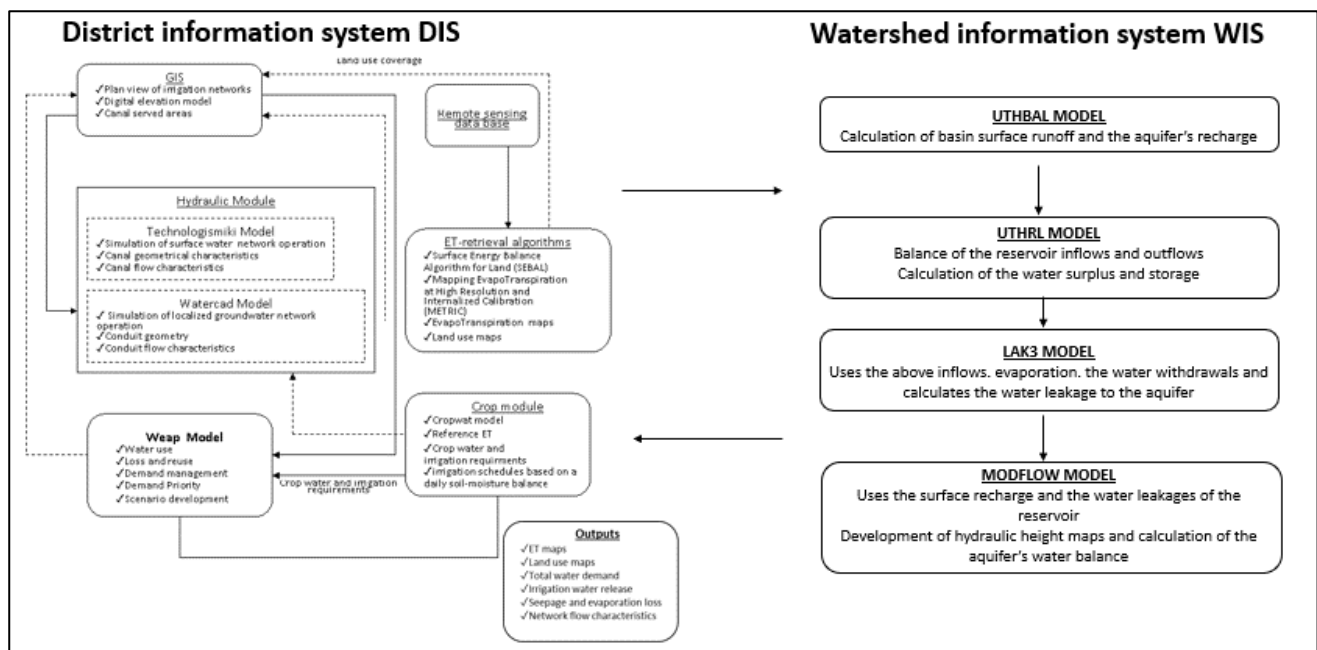 District information system DIS
Land use coverage
GIS
✓Plan view of irrigation networks
✓Digital elevation model
✓Canal served areas
Remote sensing
data base
Hydraulic Module
Technologismiki Model
✓Simulation of surface water network operation
✓Canal geometrical characteristics
✓Canal flow characteristics
Watercad Model
✓Simulation of localized groundwater network
operation
✓Conduit geometry
✓Conduit flow characteristics
ET-retrieval algorithms
✓Surface Energy Balance
Algorithm for Land (SEBAL)
✓Mapping EvapoTranspiration
at High Resolution and
Internalized Calibration
(METRIC)
✓EvapoTranspiration maps
✓Land use maps
Weap Model
✓Water use
✓Loss and reuse
✓Demand management
✓Demand Priority
✓Scenario development
Crop water and irrigation
requirements
Crop module
✓Cropwat model
✓Reference ET
✓Crop water and
irrigation requirments
✓irrigation schedules based on a
daily soil-moisture balance
Outputs
✓ET maps
✓Land use maps
✓Total water demand
✓Irrigation water release
✓Seepage and evaporation loss
✓Network flow characteristics
Watershed information system WIS
UTHBAL MODEL
Calculation of basin surface runoff and the aquifer's recharge
UTHRL MODEL
Balance of the reservoir inflows and outflows
Calculation of the water surplus and storage
LAK3 MODEL
Uses the above inflows. evaporation. the water withdrawals and
calculates the water leakage to the aquifer
MODFLOW MODEL
Uses the surface recharge and the water leakages of the
reservoir
Development of hydraulic height maps and calculation of the
aquifer's water balance